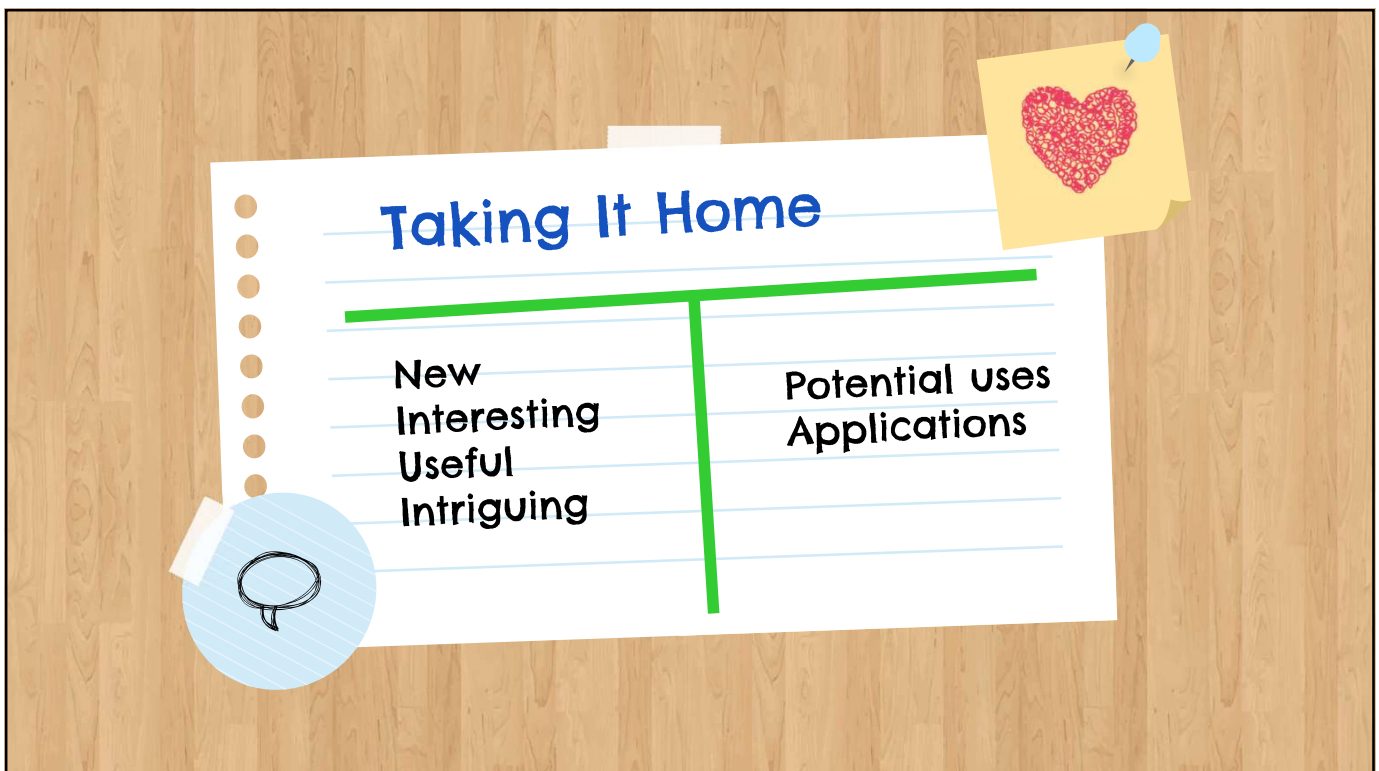 Taking It Home
New
Interesting
Useful
Intriguing
Potential uses
Applications